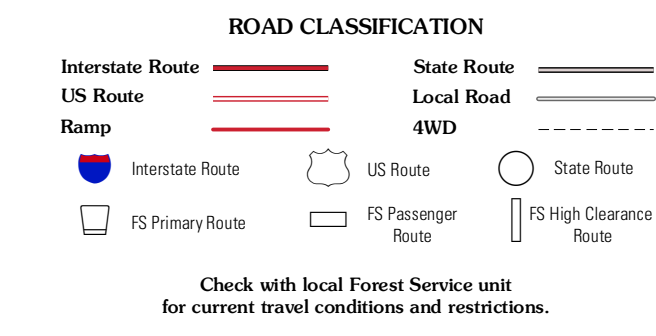 ROAD CLASSIFICATION
Interstate Route
State Route
US Route
Local Road
Ramp
4WD
Interstate Route
US Route
State Route
FS Primary Route
FS Passenger
Route
FS High Clearance
Route
Check with local Forest Service unit
for current travel conditions and restrictions.